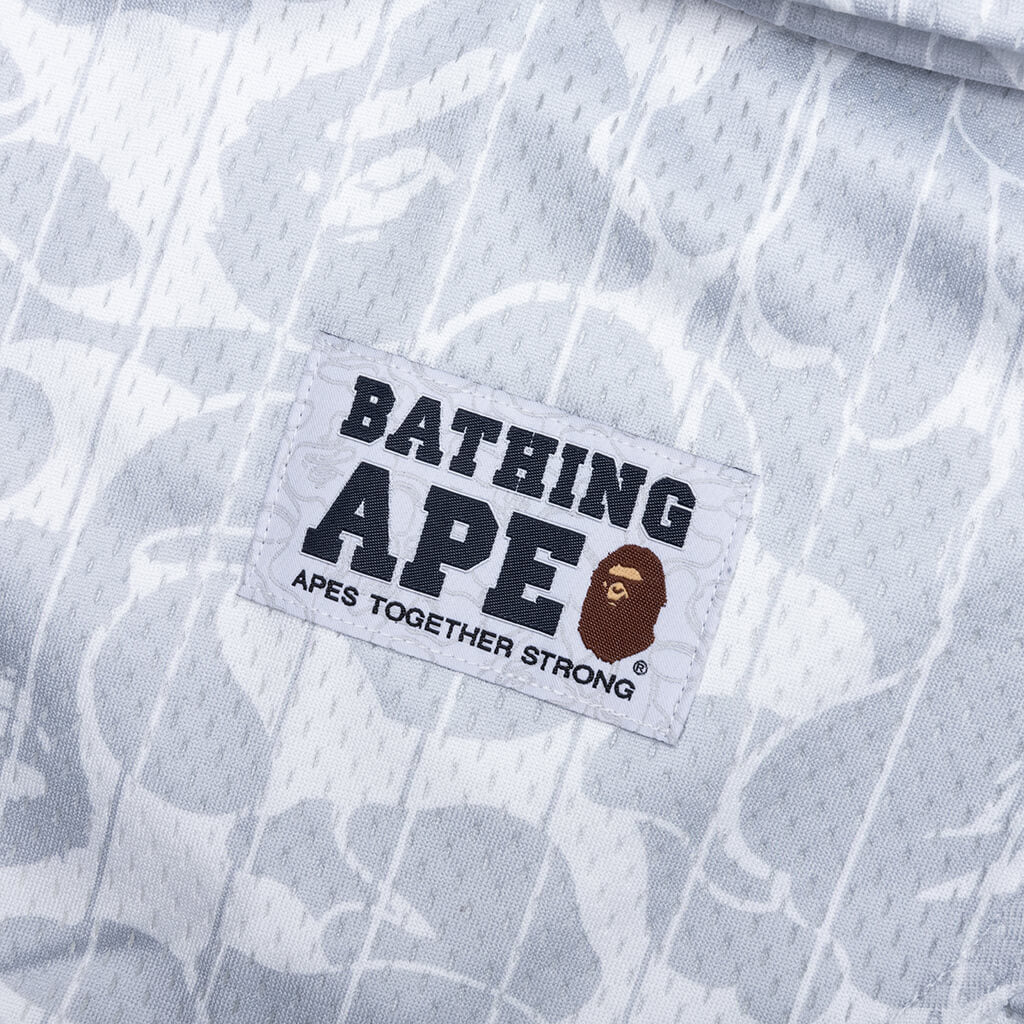 BATHING
APE
APES TOGETHER STRONG
®